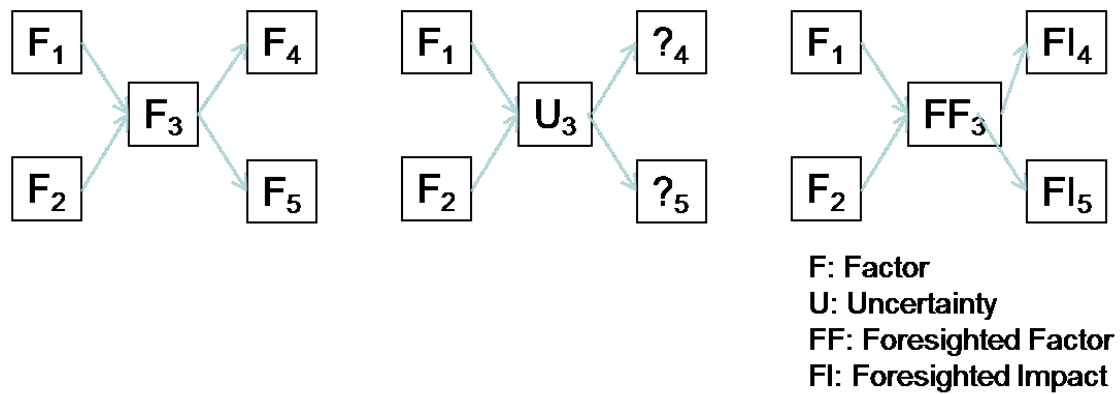 F1 F4 F1 ?4 F1 FI4
F3 U3 FF3
F2 F5 F2 ?5 F2 FI5
F: Factor
U: Uncertainty
FF: Foresighted Factor
FI: Foresighted Impact